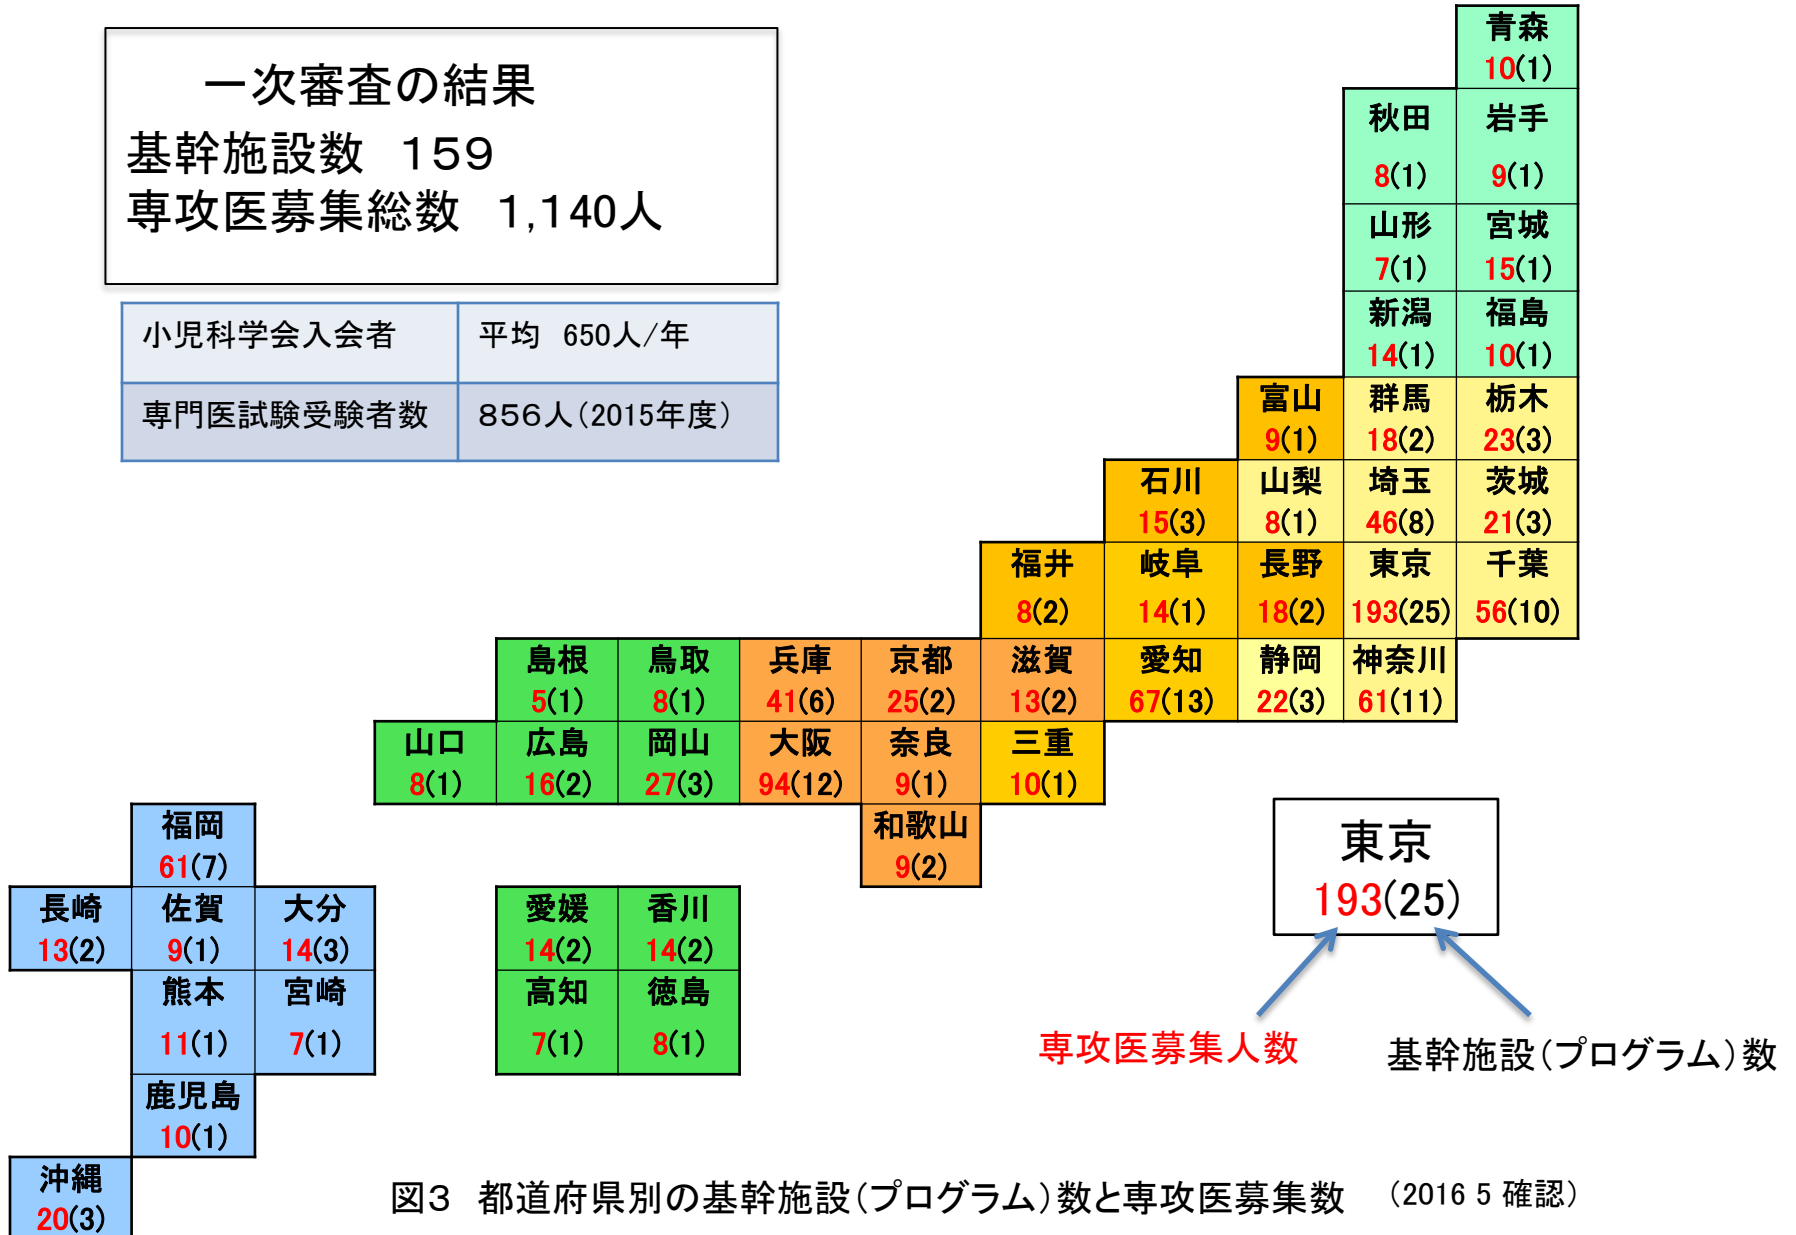 一次審査の結果
基幹施設数　159
専攻医募集総数　1,140人
小児科学会入会者　平均　650人/年
専門医試験受験者数　856人(2015年度)
青森
10(1)
秋田　岩手
8(1)　9(1)
山形　宮城
7(1)　15(1)
新潟　福島
14(1)　10(1)
富山　群馬　栃木
9(1)　18(2)　23(3)
石川　山梨　埼玉　茨城
15(3)　8(1)　46(8)　21(3)
福井　岐阜　長野　東京　千葉
8(2)　14(1)　18(2)　193(25)　56(10)
島根　鳥取　兵庫　京都　滋賀　愛知　静岡　神奈川
5(1)　8(1)　41(6)　25(2)　13(2)　67(13)　22(3)　61(11)
山口　広島　岡山　大阪　奈良　三重
8(1)　16(2)　27(3)　94(12)　9(1)　10(1)
福岡　和歌山
61(7)　9(2)
長崎　佐賀　大分　愛媛　香川
13(2)　9(1)　14(3)　14(2)　14(2)
熊本　宮崎　高知　徳島
11(1)　7(1)　7(1)　8(1)
鹿児島
10(1)
沖縄
20(3)
東京
193(25)
専攻医募集人数　基幹施設(プログラム)数
図3　都道府県別の基幹施設(プログラム)数と専攻医募集数　(2016 5 確認)